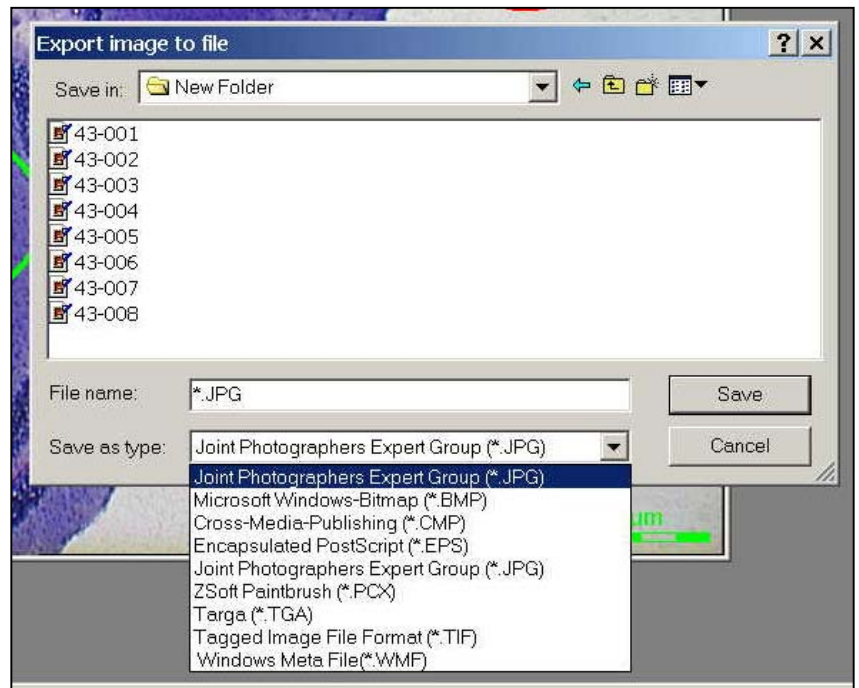 Export image to file
Save in: New Folder
43-001
43-002
43-003
43-004
43-005
43-006
43-007
43-008
File name: *.JPG Save
Save as type: Joint Photographers Expert Group (*.JPG) Cancel
Joint Photographers Expert Group (*.JPG)
Microsoft Windows-Bitmap (*.BMP)
Cross-Media-Publishing (*.CMP)
Encapsulated PostScript (*.EPS)
Joint Photographers Expert Group (*.JPG)
ZSoft Paintbrush (*.PCX)
Targa (*.TGA)
Tagged Image File Format (*.TIF)
Windows Meta File(*.WMF)